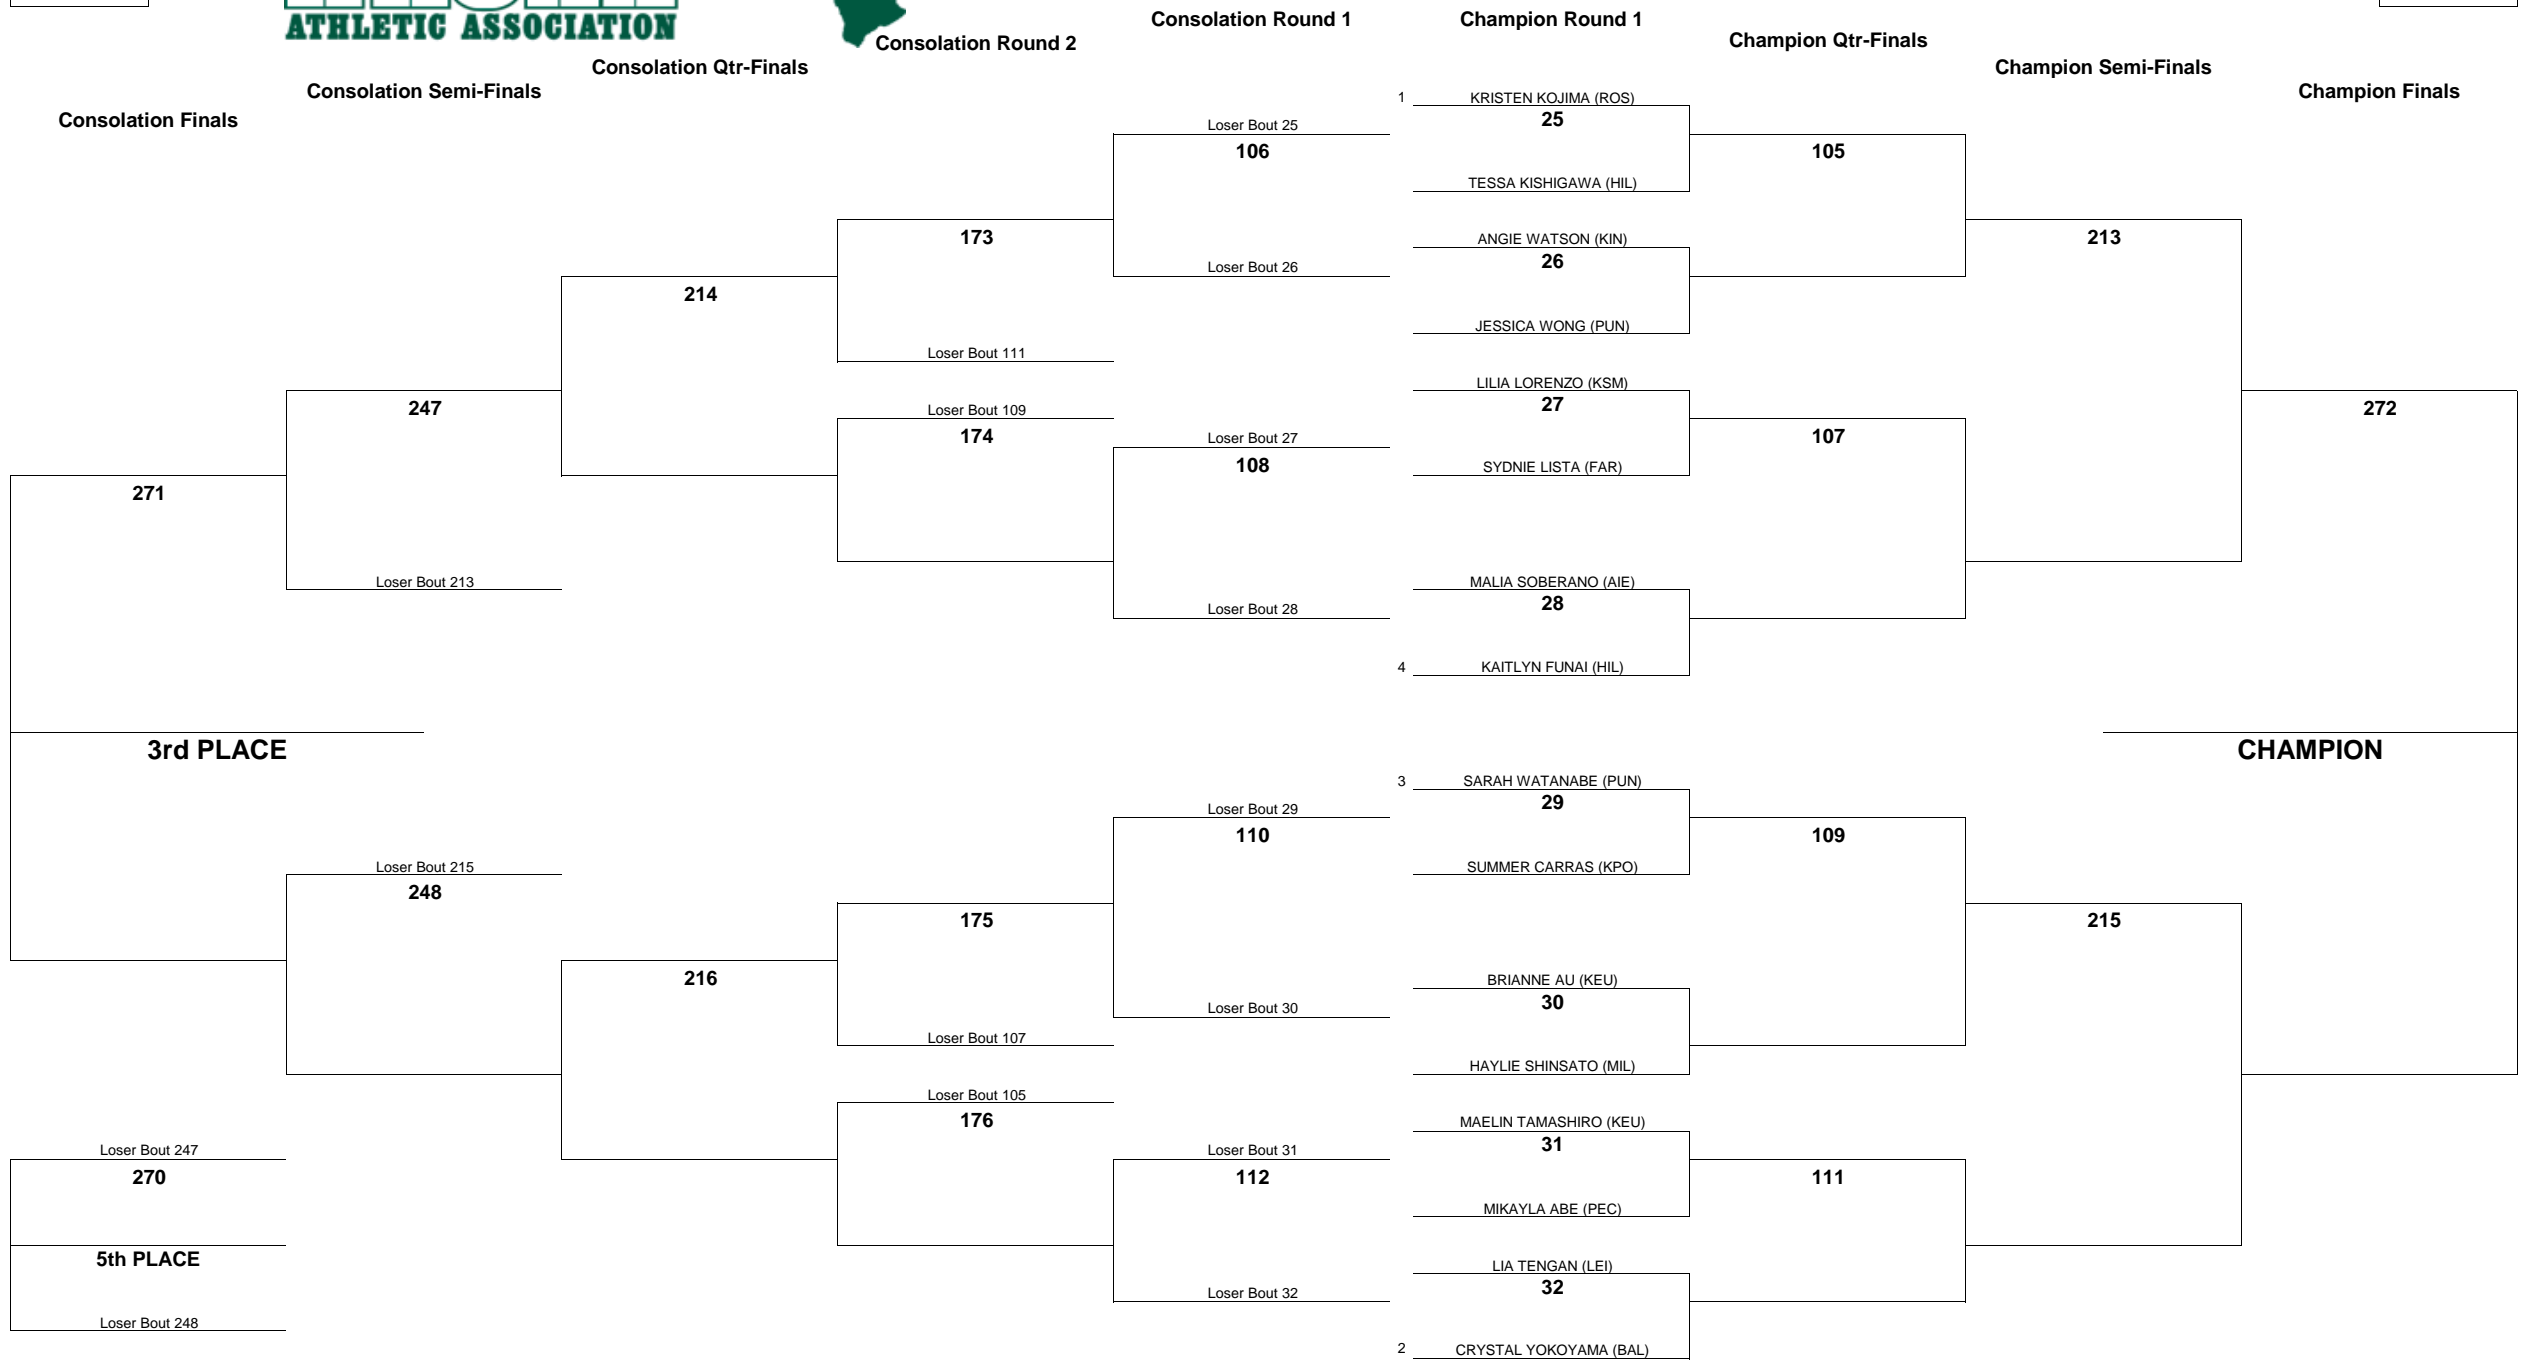 ATHLETIC ASSOCIATION
Consolation Round 1
Champion Round 1
Consolation Round 2
Champion Qtr-Finals
Consolation Qtr-Finals
Champion Semi-Finals
Consolation Semi-Finals
Champion Finals
Consolation Finals
1 KRISTEN KOJIMA (ROS)
25
Loser Bout 25
106
105
TESSA KISHIGAWA (HIL)
173
ANGIE WATSON (KIN)
213
26
Loser Bout 26
214
JESSICA WONG (PUN)
Loser Bout 111
LILIA LORENZO (KSM)
247
27
272
Loser Bout 109
174
Loser Bout 27
107
108
SYDNIE LISTA (FAR)
271
Loser Bout 213
MALIA SOBERANO (AIE)
28
Loser Bout 28
4 KAITLYN FUNAI (HIL)
3rd PLACE
CHAMPION
3 SARAH WATANABE (PUN)
29
Loser Bout 29
110
109
Loser Bout 215
SUMMER CARRAS (KPO)
248
175
215
216
BRIANNE AU (KEU)
30
Loser Bout 30
Loser Bout 107
HAYLIE SHINSATO (MIL)
Loser Bout 105
176
MAELIN TAMASHIRO (KEU)
31
Loser Bout 247
Loser Bout 31
270
112
111
MIKAYLA ABE (PEC)
5th PLACE
LIA TENGAN (LEI)
32
Loser Bout 32
Loser Bout 248
2 CRYSTAL YOKOYAMA (BAL)